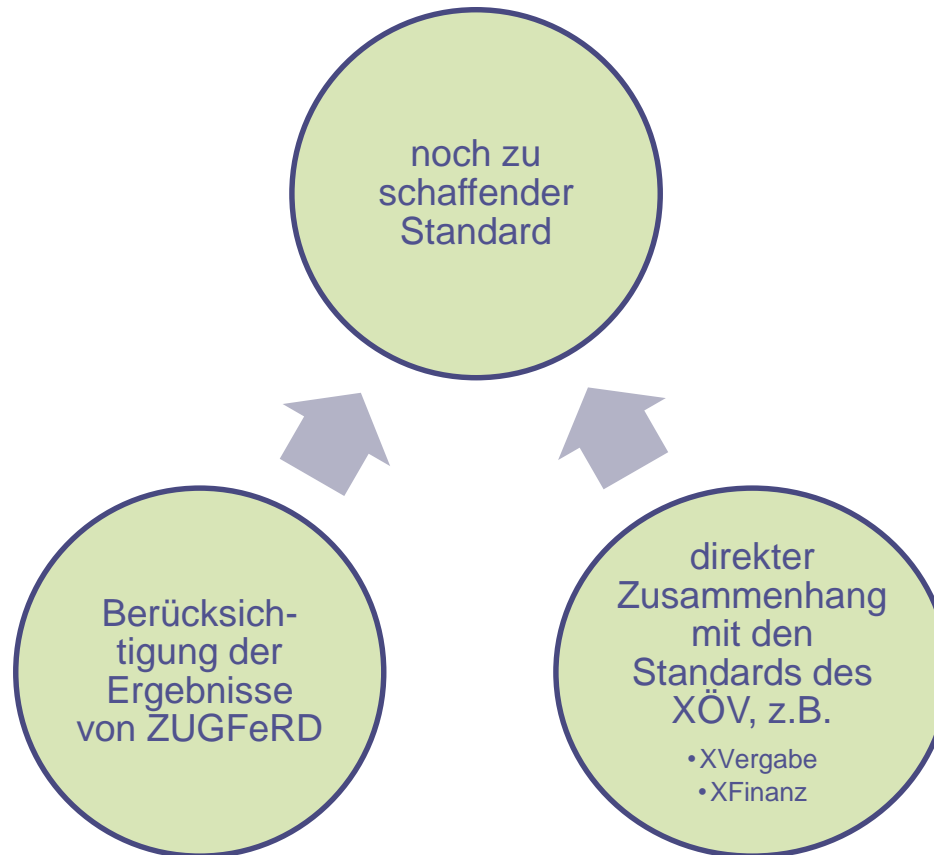 noch zu
schaffender
Standard
Berücksich-
tigung der
Ergebnisse
von ZUGFeRD
direkter
Zusammenhang
mit den
Standards des
XÖV, z.B.
• XVergabe
• XFinanz